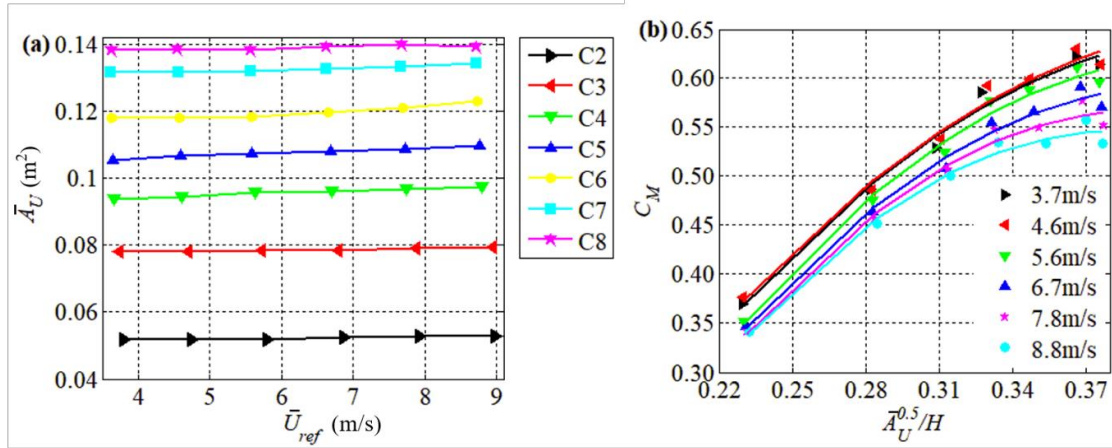 (a)
0.14
0.12
0.1
0.08
0.06
0.04
Ā_U (m²)
4 5 6 7 8 9
Ū_ref (m/s)
C2
C3
C4
C5
C6
C7
C8
(b)
0.65
0.60
0.55
0.50
0.45
0.40
0.35
0.30
C_M
0.22 0.25 0.28 0.31 0.34 0.37
Ā_U^0.5/H
3.7m/s
4.6m/s
5.6m/s
6.7m/s
7.8m/s
8.8m/s